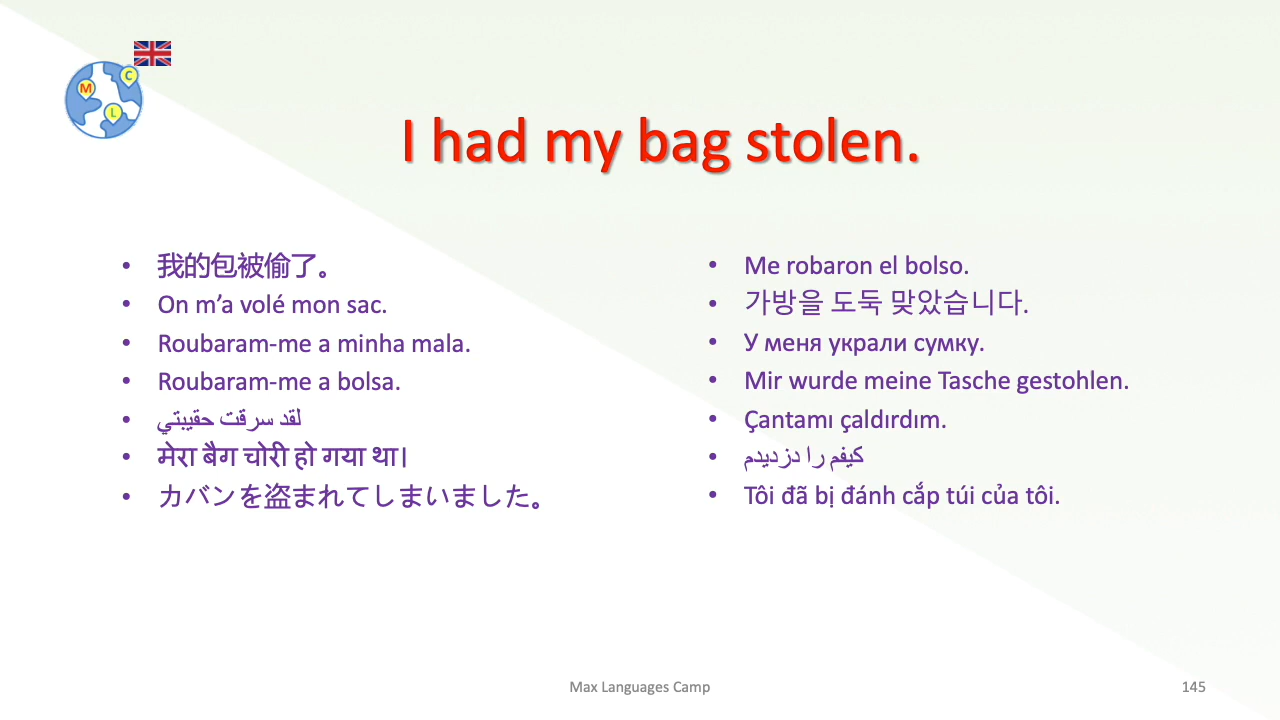 C
M
L
I had my bag stolen.
• 我的包被偷了。
• On m’a volé mon sac.
• Roubaram-me a minha mala.
• Roubaram-me a bolsa.
• لقد سرقت حقيبتي
• मेरा बैग चोरी हो गया था।
• カバンを盗まれてしまいました。
• Me robaron el bolso.
• 가방을 도둑 맞았습니다.
• У меня украли сумку.
• Mir wurde meine Tasche gestohlen.
• Çantamı çaldırdım.
• کیفم را دزدیدم
• Tôi đã bị đánh cắp túi của tôi.
Max Languages Camp
145